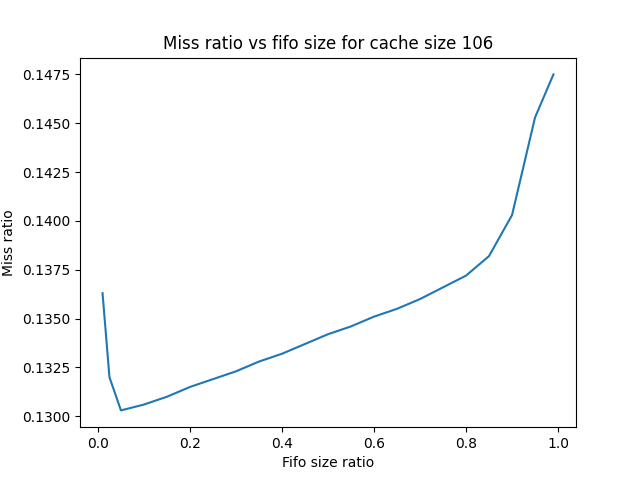 Miss ratio vs fifo size for cache size 106
0.1475
0.1450
0.1425
0.1400
0.1375
0.1350
0.1325
0.1300
Miss ratio
0.0 0.2 0.4 0.6 0.8 1.0
Fifo size ratio